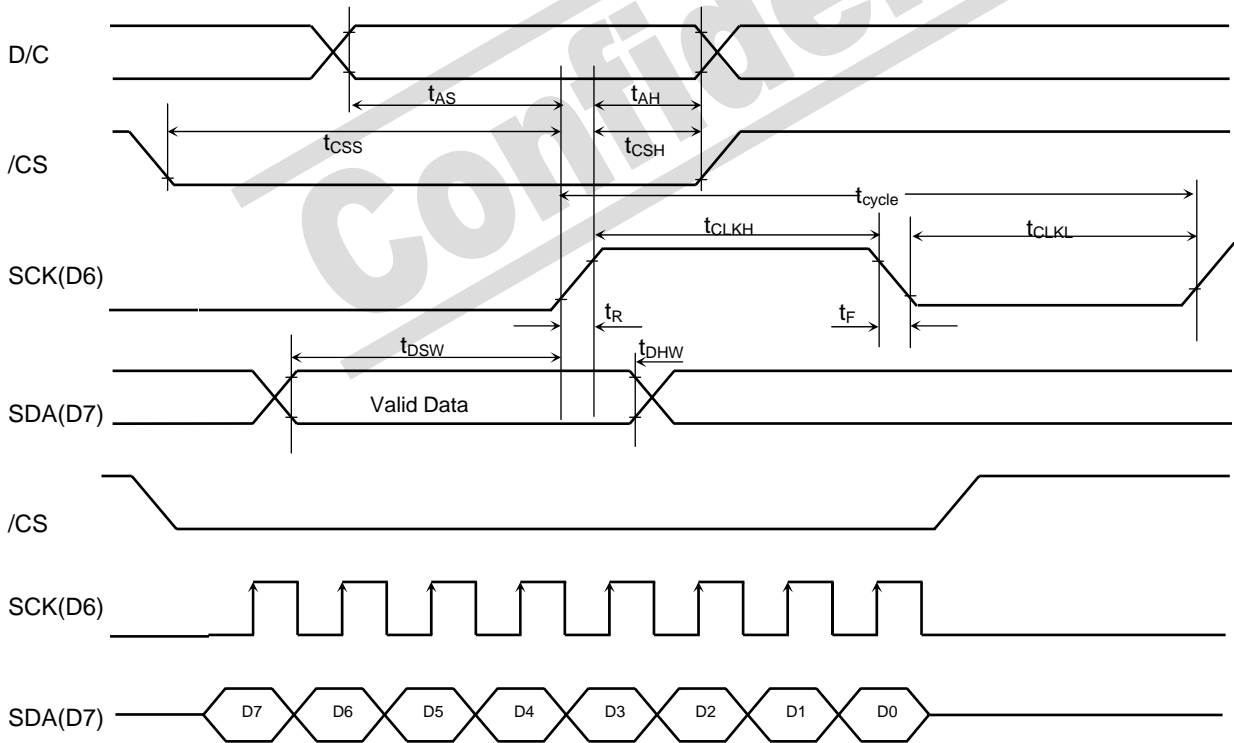 Confiden
D/C
tAS
tAH
/CS
tCSS
tCSH
tcycle
SCK(D6)
tCLKH
tCLKL
tR
tF
SDA(D7)
tDSW
tDHW
Valid Data
/CS
SCK(D6)
SDA(D7)
D7 D6 D5 D4 D3 D2 D1 D0